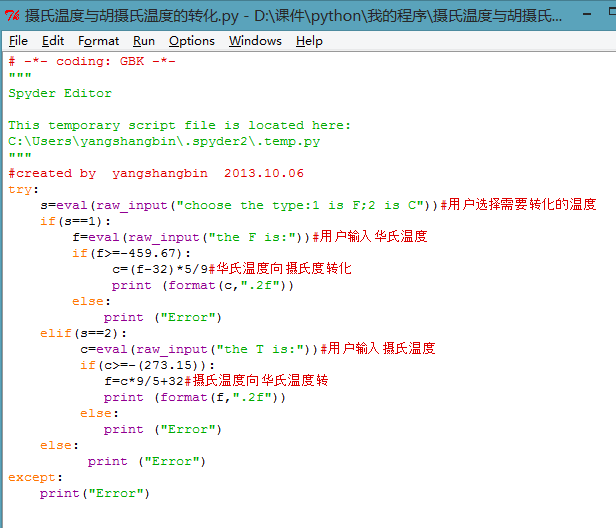 摄氏温度与胡摄氏温度的转化.py - D:\课件\python\我的程序\摄氏温度与胡摄氏...
File Edit Format Run Options Windows Help
# -*- coding: GBK -*-
"""
Spyder Editor
This temporary script file is located here:
C:\Users\yangshangbin\.spyder2\.temp.py
"""
#created by  yangshangbin  2013.10.06
try:
    s=eval(raw_input("choose the type:1 is F;2 is C"))#用户选择需要转化的温度
    if(s==1):
        f=eval(raw_input("the F is:"))#用户输入华氏温度
        if(f>=-459.67):
            c=(f-32)*5/9#华氏温度向摄氏度转化
             print (format(c,".2f"))
        else:
            print ("Error")
    elif(s==2):
         c=eval(raw_input("the T is:"))#用户输入摄氏温度
         if(c>=-(273.15)):
            f=c*9/5+32#摄氏温度向华氏温度转
            print (format(f,".2f"))
         else:
            print ("Error")
    else:
          print ("Error")
except:
    print("Error")